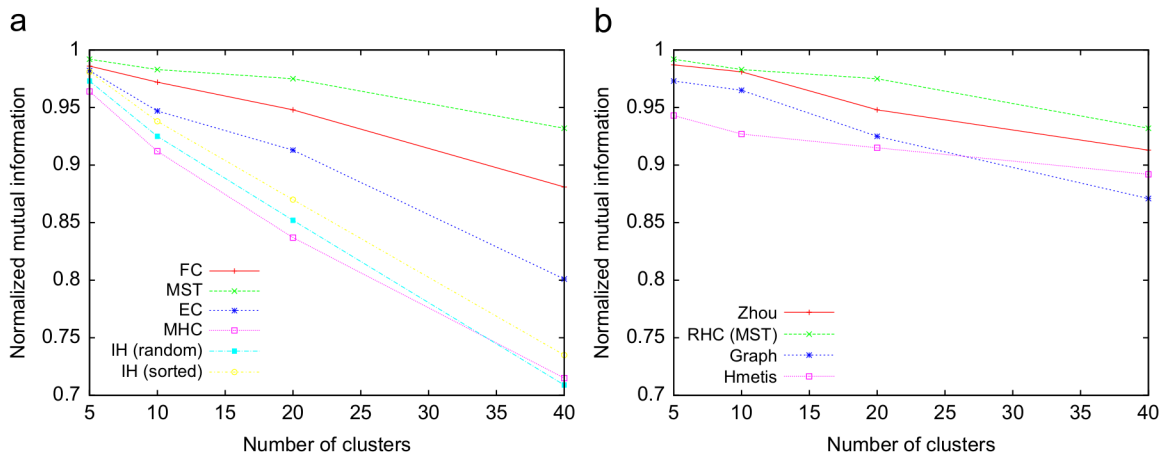 a
Normalized mutual information
1
0.95
0.9
0.85
0.8
0.75
0.7
5
10
15
20
25
30
35
40
Number of clusters
FC
MST
EC
MHC
IH (random)
IH (sorted)
b
Normalized mutual information
1
0.95
0.9
0.85
0.8
0.75
0.7
5
10
15
20
25
30
35
40
Number of clusters
Zhou
RHC (MST)
Graph
Hmetis